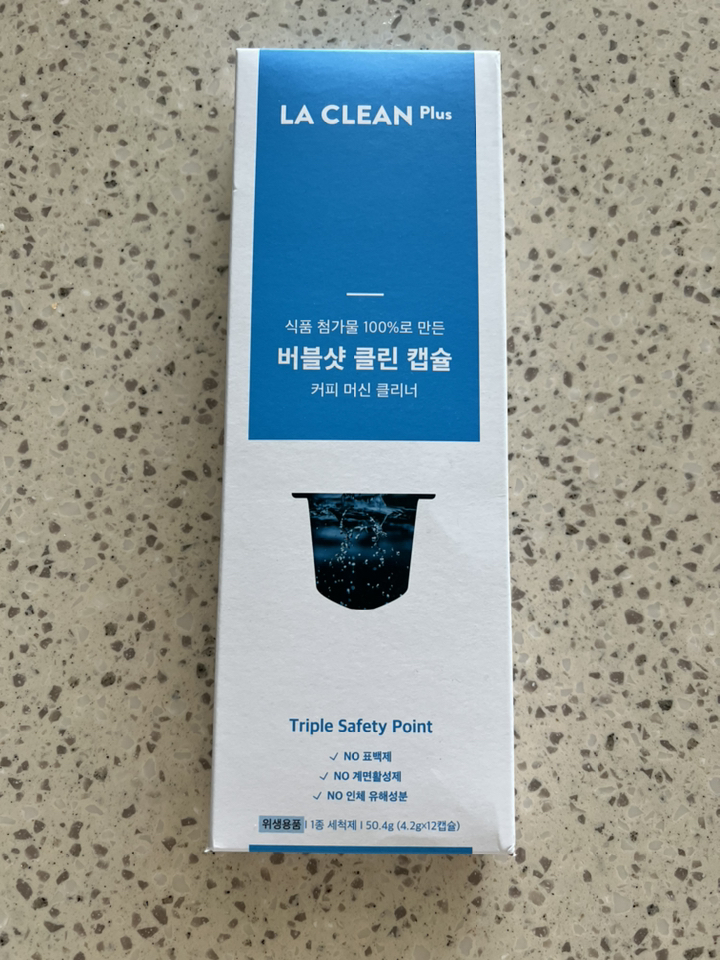 LA CLEAN Plus
식품 첨가물 100%로 만든
버블샷 클린 캡슐
커피 머신 클리너
Triple Safety Point
✓ NO 표백제
✓ NO 계면활성제
✓ NO 인체 유해성분
위생용품 | 1종 세척제 | 50.4g (4.2g×12캡슐)